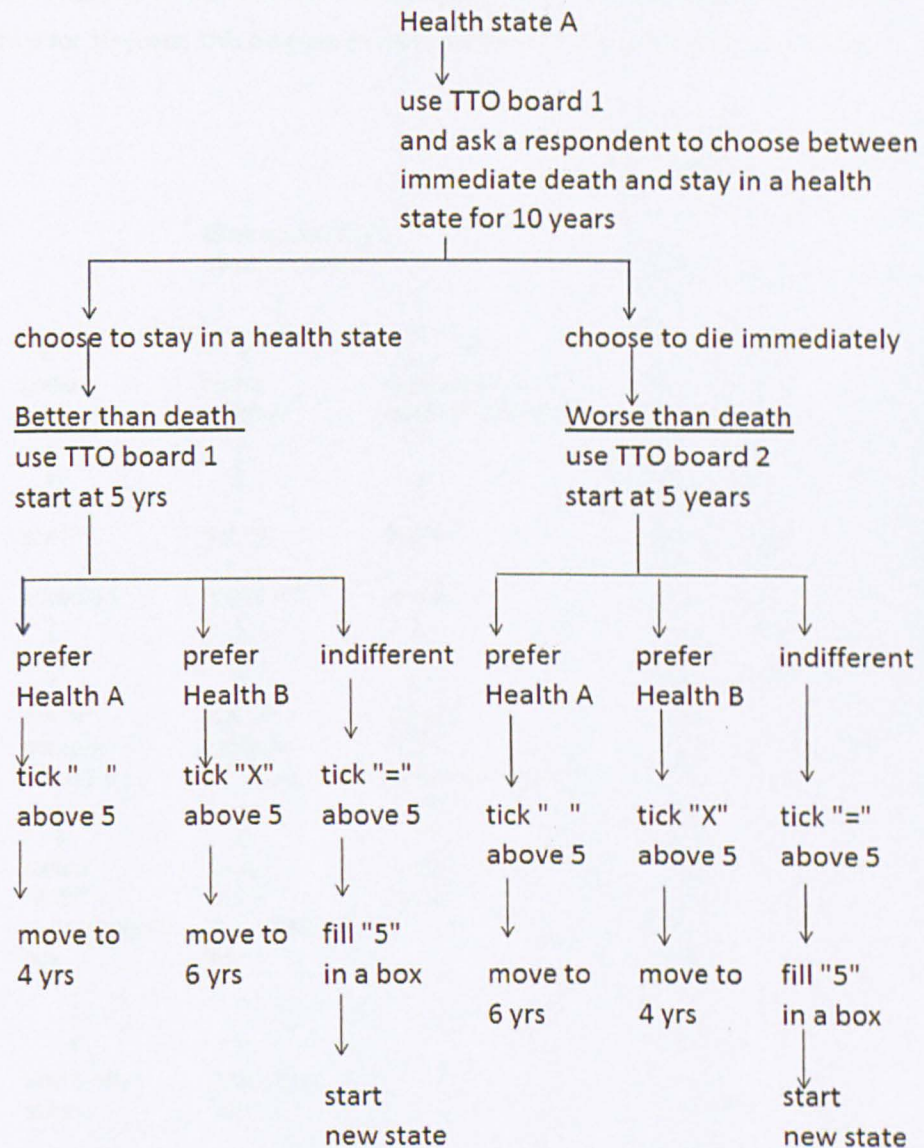 Health state A
use TTO board 1
and ask a respondent to choose between
immediate death and stay in a health
state for 10 years
choose to stay in a health state
choose to die immediately
Better than death
use TTO board 1
start at 5 yrs
Worse than death
use TTO board 2
start at 5 years
prefer
Health A
prefer
Health B
indifferent
prefer
Health A
prefer
Health B
indifferent
tick "   "
above 5
tick "X"
above 5
tick "="
above 5
tick "   "
above 5
tick "X"
above 5
tick "="
above 5
move to
4 yrs
move to
6 yrs
fill "5"
in a box
move to
6 yrs
move to
4 yrs
fill "5"
in a box
start
new state
start
new state